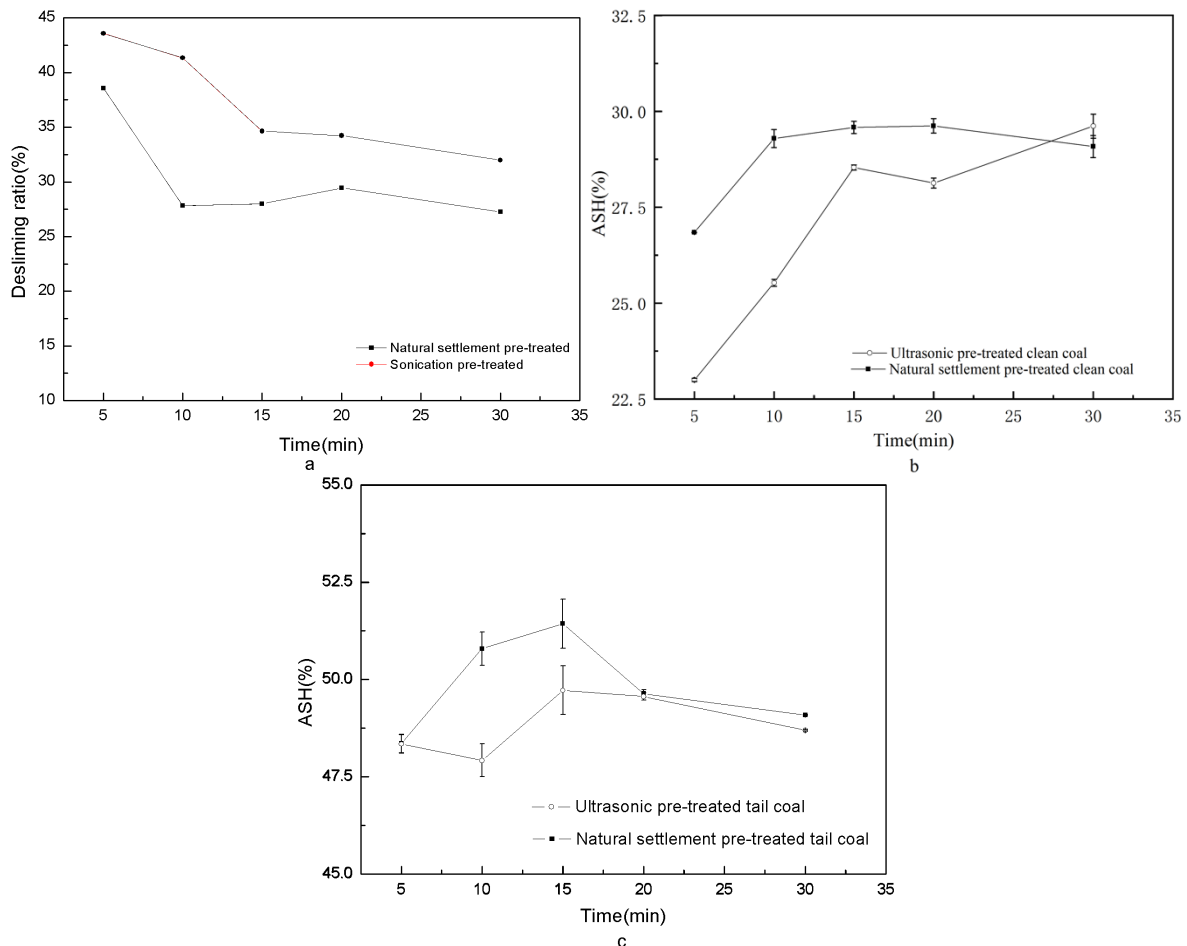 45
40
35
30
25
20
15
10
Desliming ratio(%)
Natural settlement pre-treated
Sonication pre-treated
5 10 15 20 25 30 35
Time(min)
a
32.5
30.0
27.5
25.0
22.5
ASH(%)
Ultrasonic pre-treated clean coal
Natural settlement pre-treated clean coal
5 10 15 20 25 30 35
Time(min)
b
55.0
52.5
50.0
47.5
45.0
ASH(%)
Ultrasonic pre-treated tail coal
Natural settlement pre-treated tail coal
5 10 15 20 25 30 35
Time(min)
c